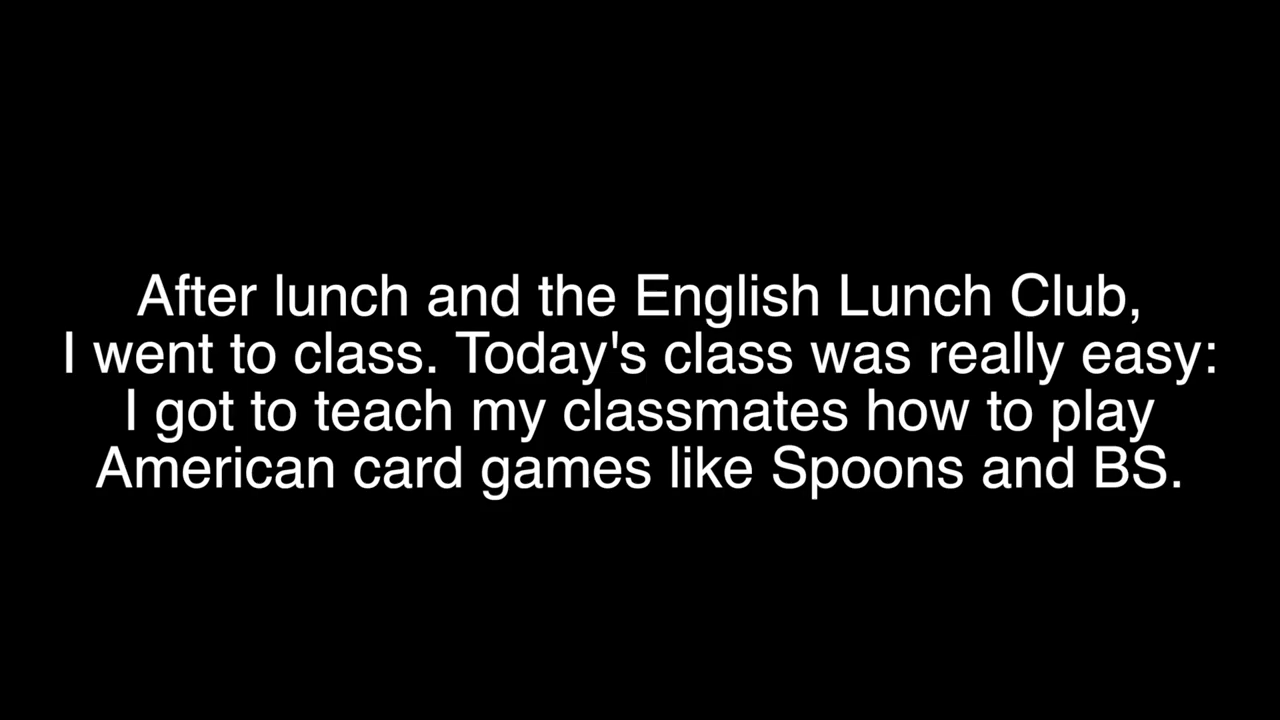 After lunch and the English Lunch Club,
I went to class. Today's class was really easy:
I got to teach my classmates how to play
American card games like Spoons and BS.